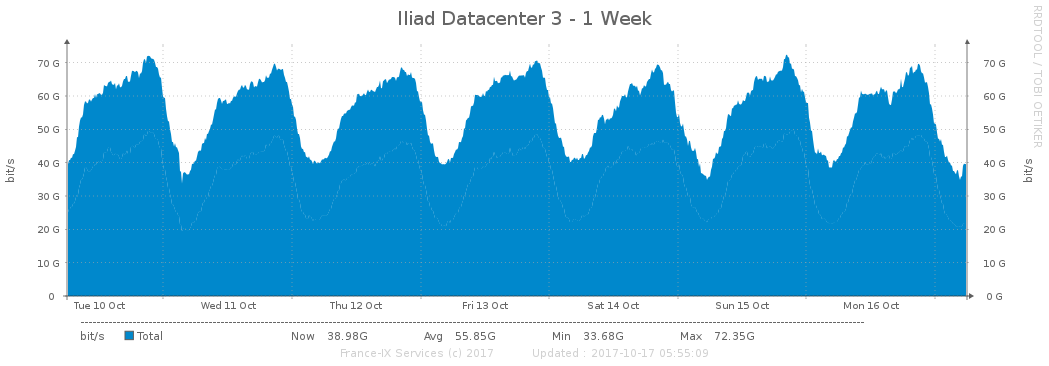 Iliad Datacenter 3 - 1 Week
RRDTOOL / TOBI OETIKER
bit/s
70 G
60 G
50 G
40 G
30 G
20 G
10 G
0
70 G
60 G
50 G
40 G
30 G
20 G
10 G
0 G
bit/s
Tue 10 Oct Wed 11 Oct Thu 12 Oct Fri 13 Oct Sat 14 Oct Sun 15 Oct Mon 16 Oct
bit/s Total Now 38.98G Avg 55.85G Min 33.68G Max 72.35G
France-IX Services (c) 2017 Updated : 2017-10-17 05:55:09